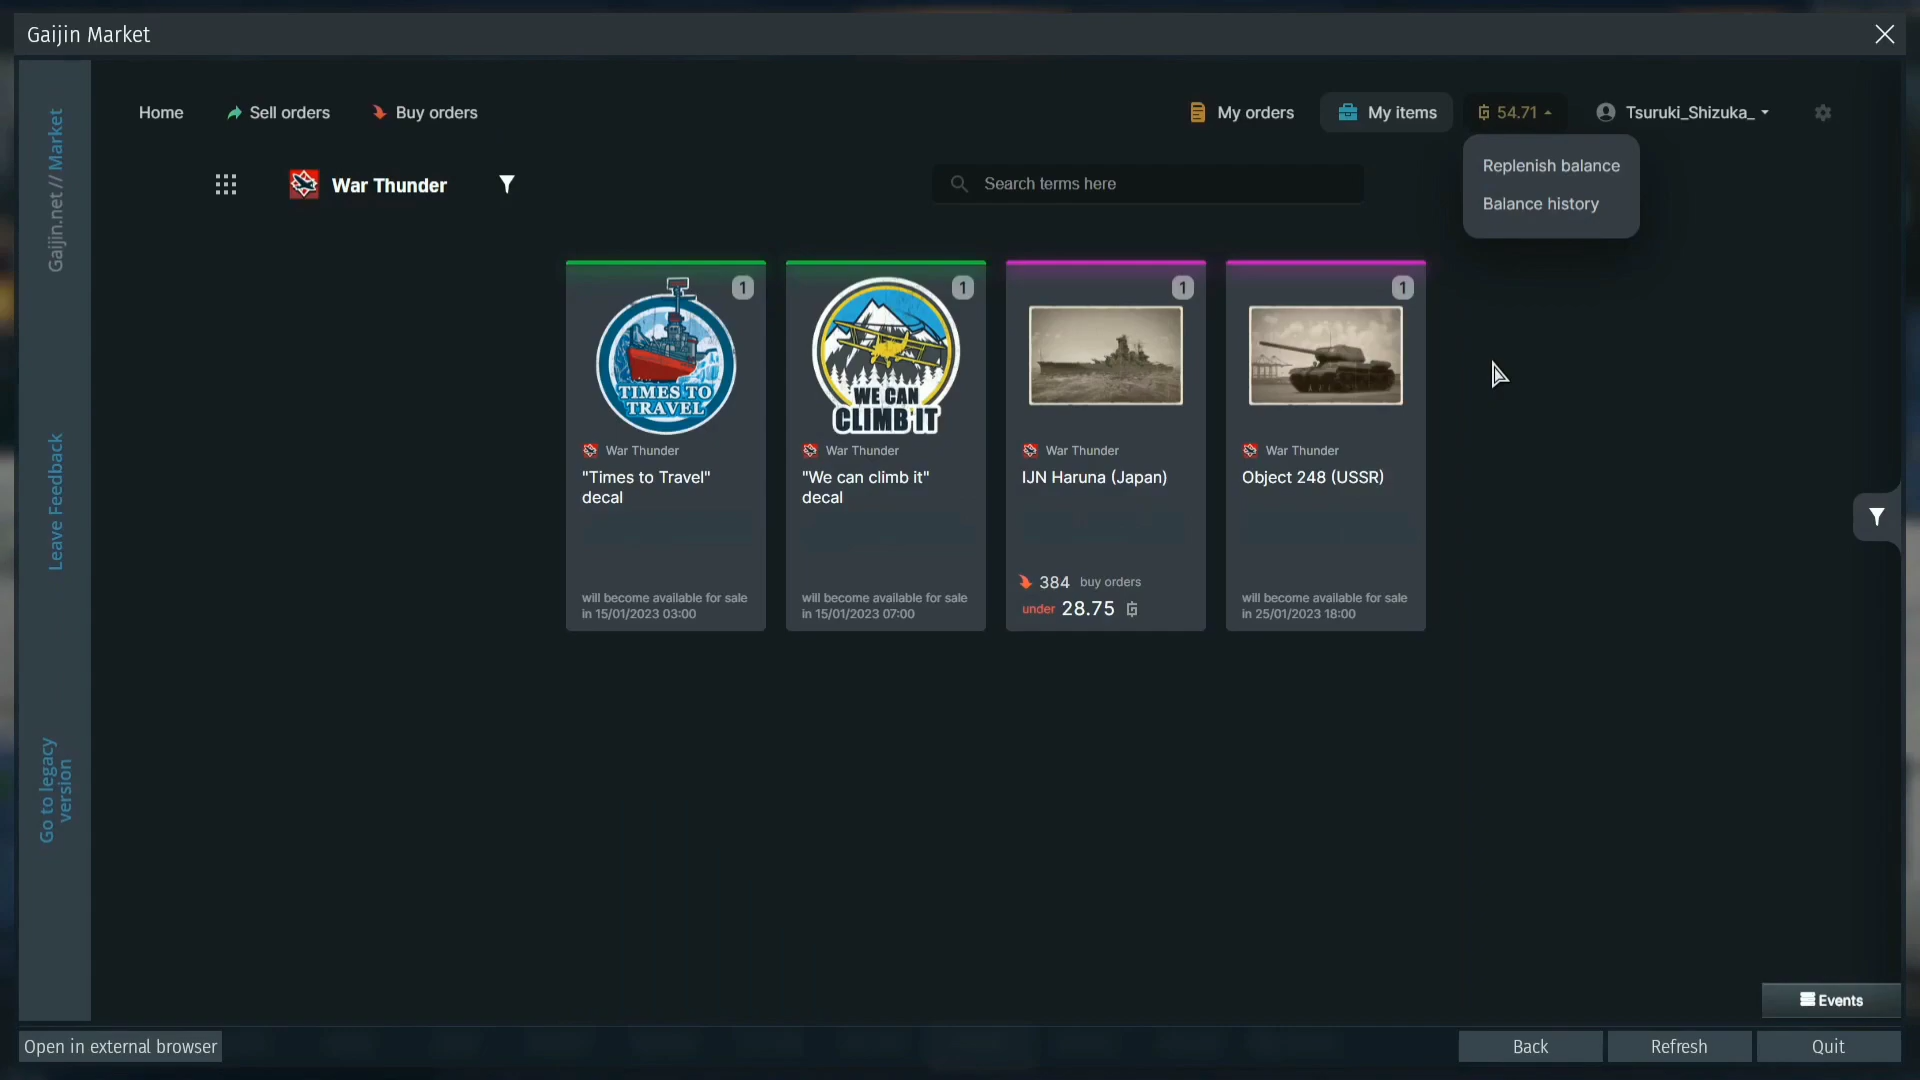 Gaijin Market
Gaijin.net // Market
Leave Feedback
Go to legacy
version
Home
Sell orders
Buy orders
My orders
My items
54.71
Tsuruki_Shizuka_
Replenish balance
Balance history
War Thunder
Search terms here
1
TIMES TO
TRAVEL
War Thunder
"Times to Travel"
decal
will become available for sale
in 15/01/2023 03:00
1
WE CAN
CLIMB IT
War Thunder
"We can climb it"
decal
will become available for sale
in 15/01/2023 07:00
1
War Thunder
IJN Haruna (Japan)
384 buy orders
under 28.75
1
War Thunder
Object 248 (USSR)
will become available for sale
in 25/01/2023 18:00
Events
Open in external browser
Back
Refresh
Quit